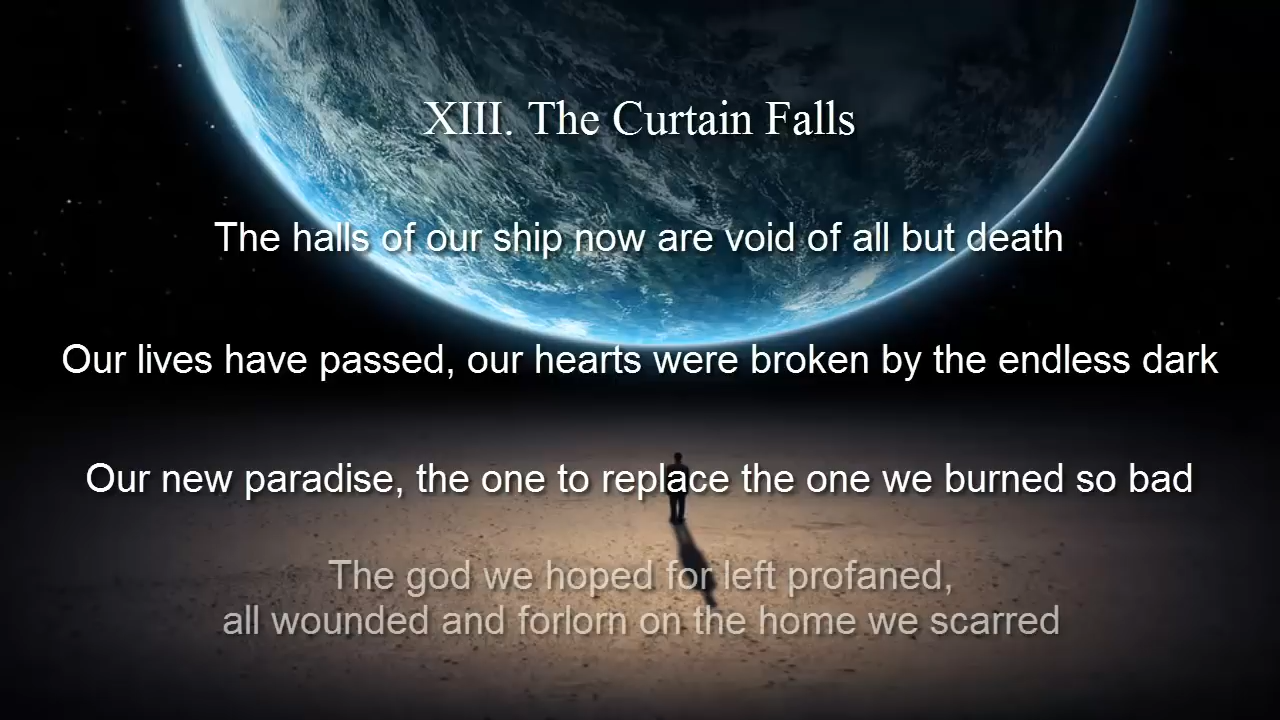 XIII. The Curtain Falls
The halls of our ship now are void of all but death
Our lives have passed, our hearts were broken by the endless dark
Our new paradise, the one to replace the one we burned so bad
The god we hoped for left profaned,
all wounded and forlorn on the home we scarred